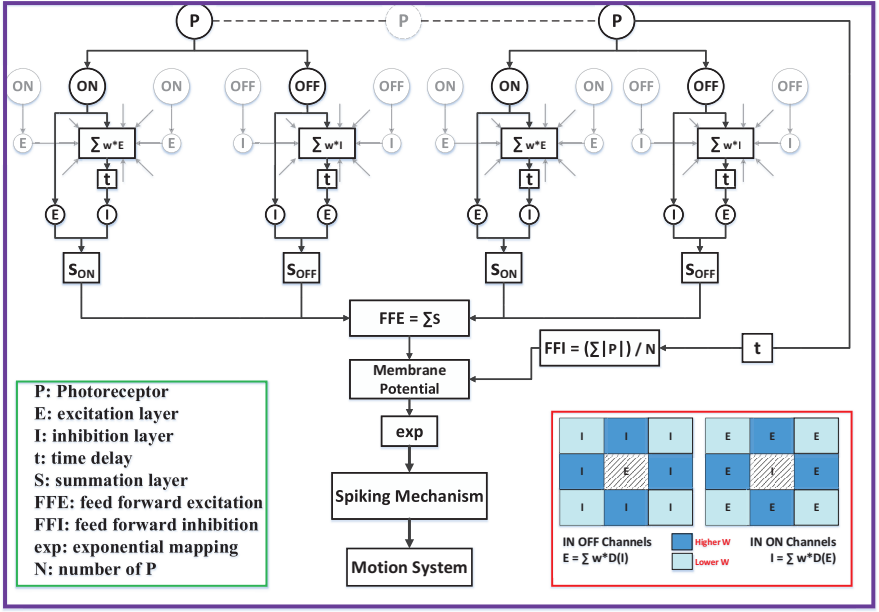 P P P
ON ON ON OFF OFF OFF ON ON ON OFF OFF OFF
E ∑ w*E E I ∑ w*I I E ∑ w*E E I ∑ w*I I
t t t t
E I I E E I I E
SON SOFF SON SOFF
FFE = ∑S
FFI = (∑|P|) / N t
Membrane
Potential
exp
Spiking Mechanism
Motion System
P: Photoreceptor
E: excitation layer
I: inhibition layer
t: time delay
S: summation layer
FFE: feed forward excitation
FFI: feed forward inhibition
exp: exponential mapping
N: number of P
I I I E E E
I E I E I E
I I I E E E
IN OFF Channels Higher W IN ON Channels
E = ∑ w*D(I) Lower W I = ∑ w*D(E)